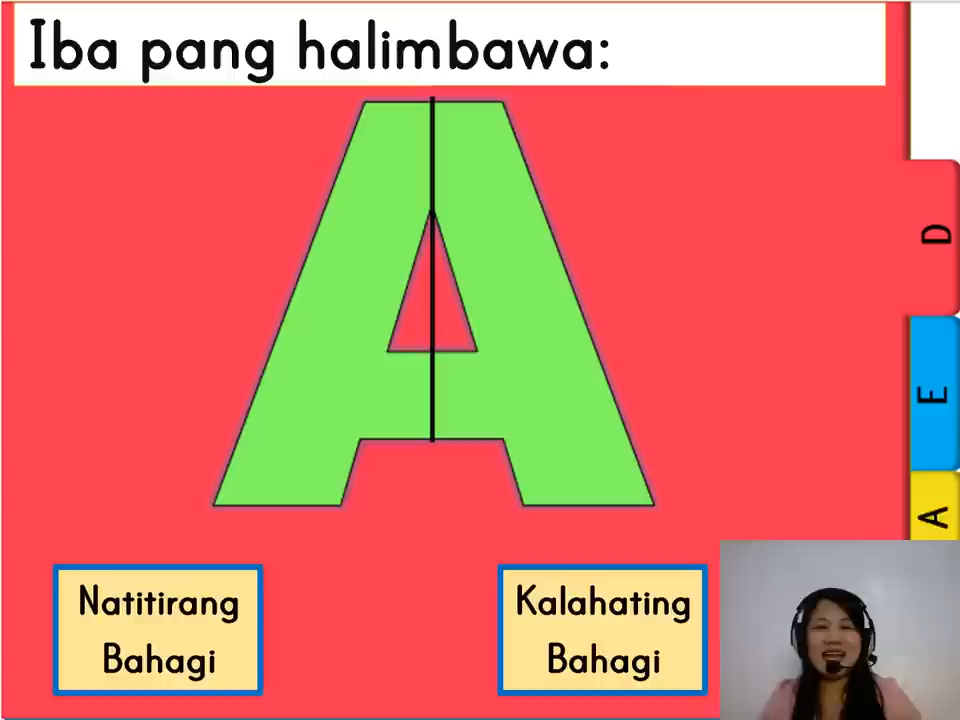 Iba pang halimbawa:
A
Natitirang
Bahagi
Kalahating
Bahagi
D
E
A